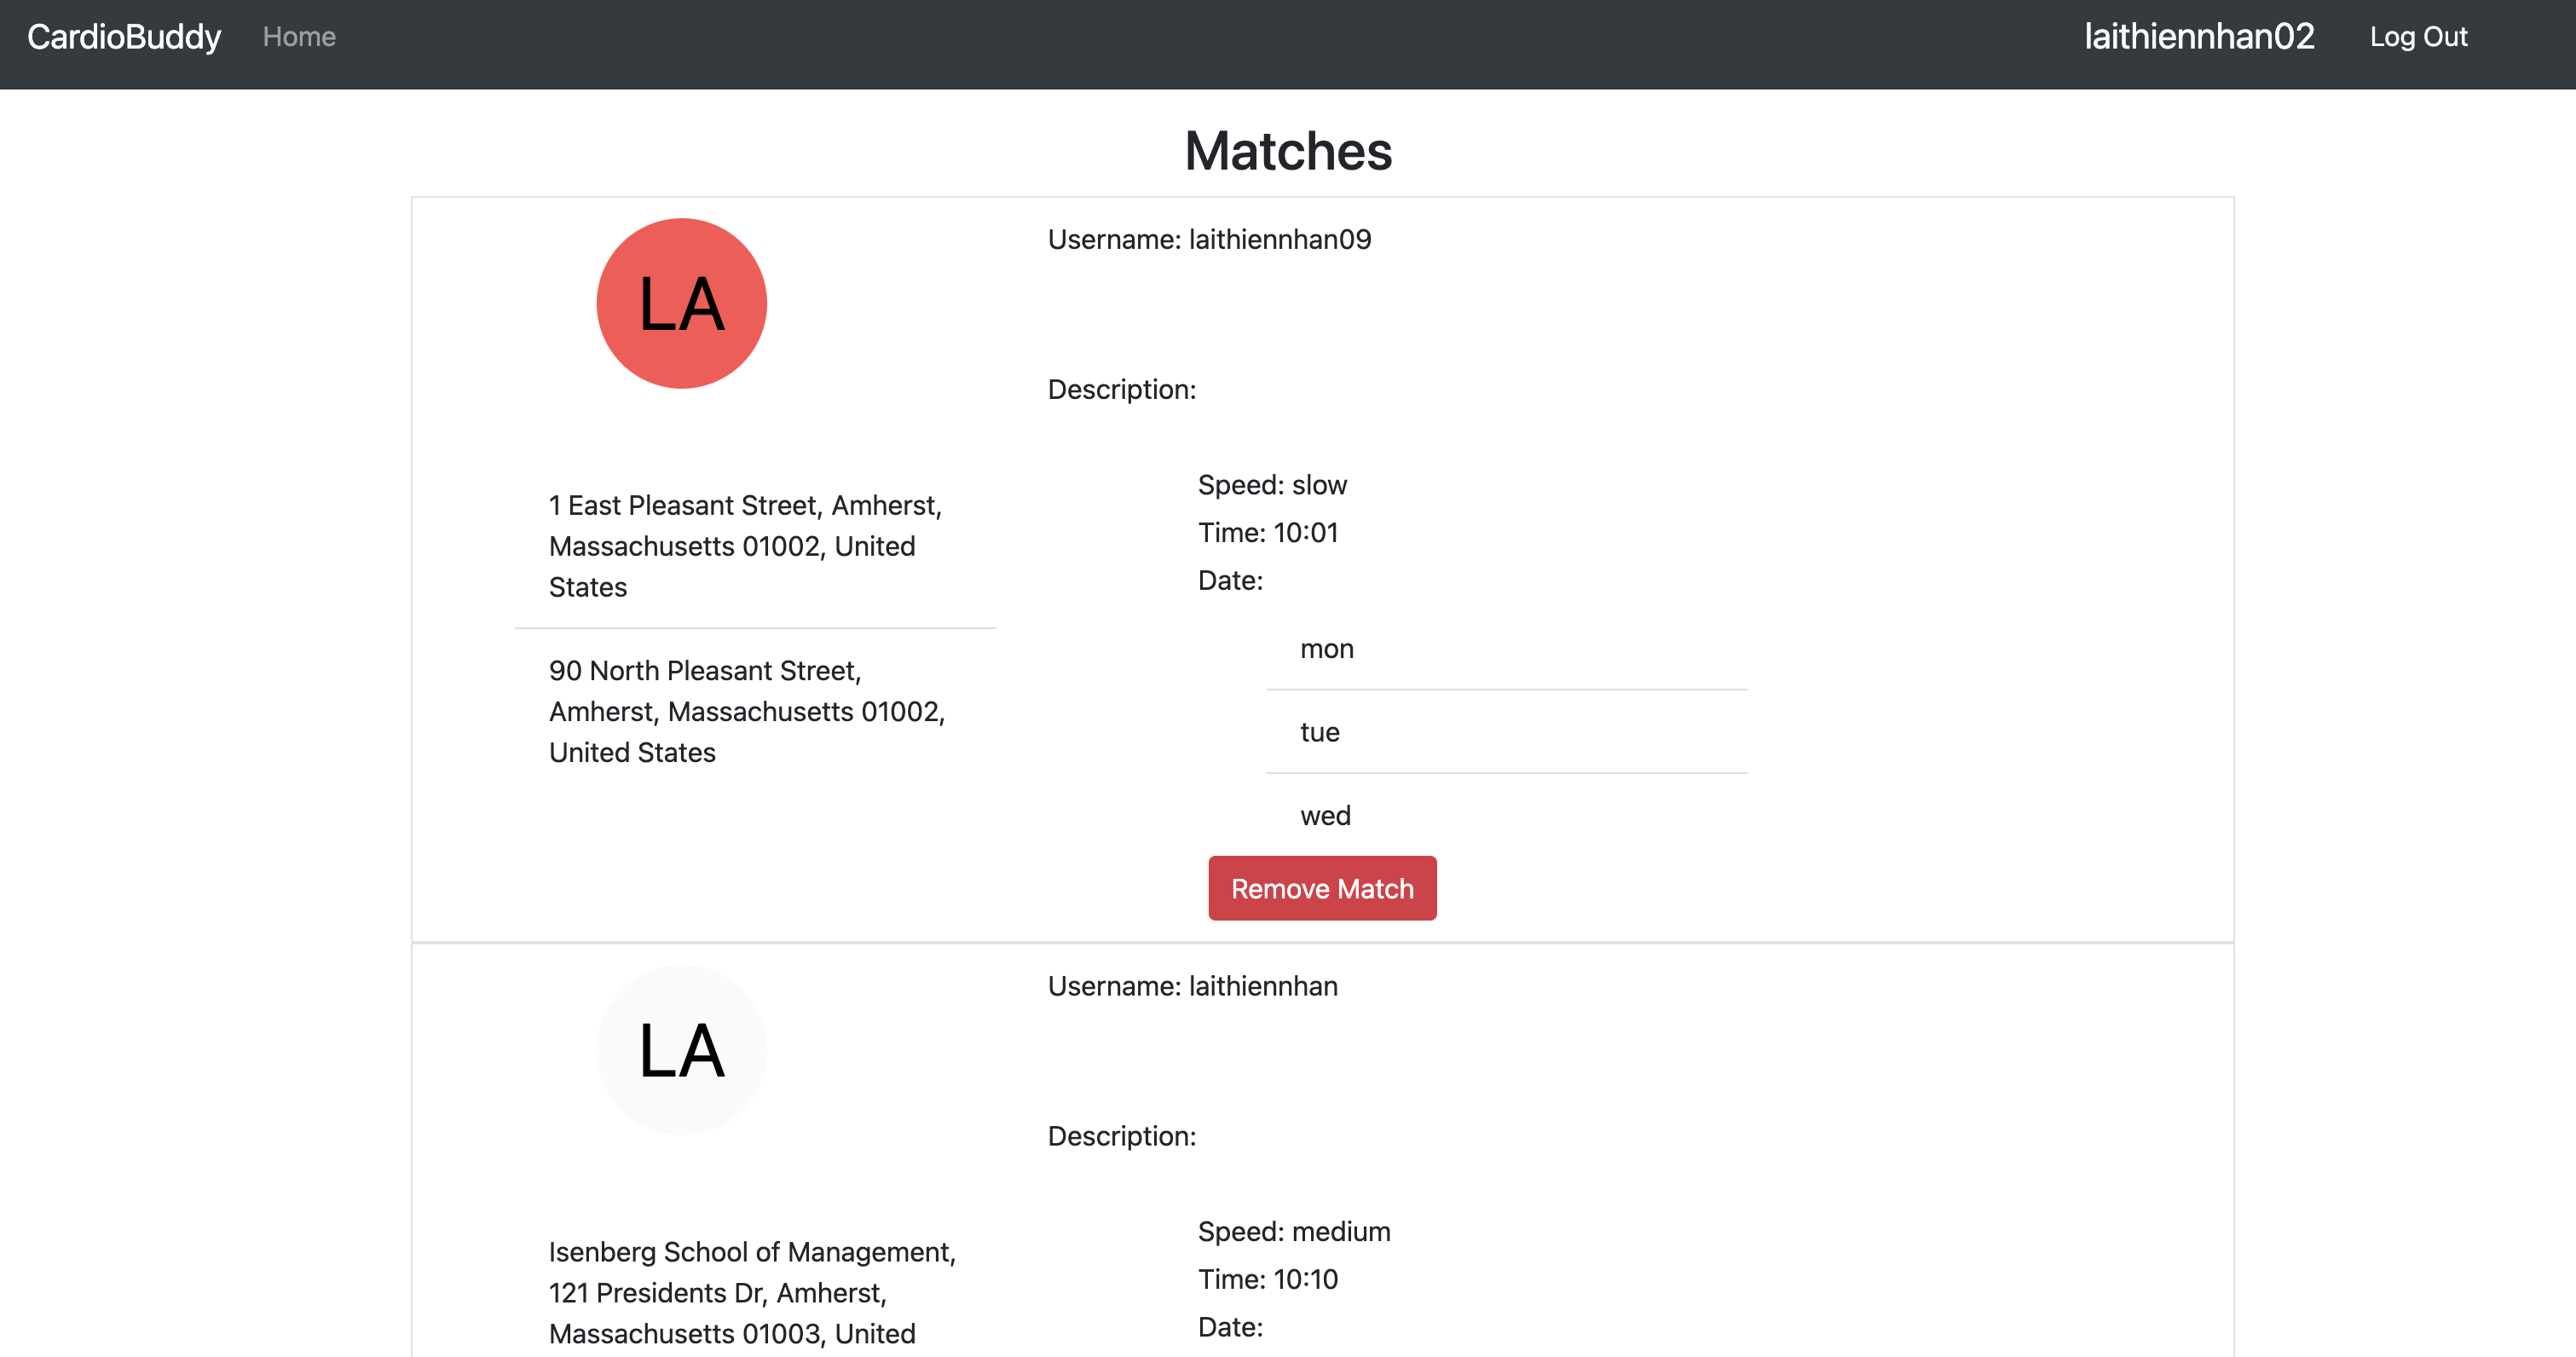 CardioBuddy Home laithiennhan02 Log Out
Matches
LA
Username: laithiennhan09
Description:
1 East Pleasant Street, Amherst,
Massachusetts 01002, United
States
90 North Pleasant Street,
Amherst, Massachusetts 01002,
United States
Speed: slow
Time: 10:01
Date:
mon
tue
wed
Remove Match
LA
Username: laithiennhan
Description:
Isenberg School of Management,
121 Presidents Dr, Amherst,
Massachusetts 01003, United
Speed: medium
Time: 10:10
Date: